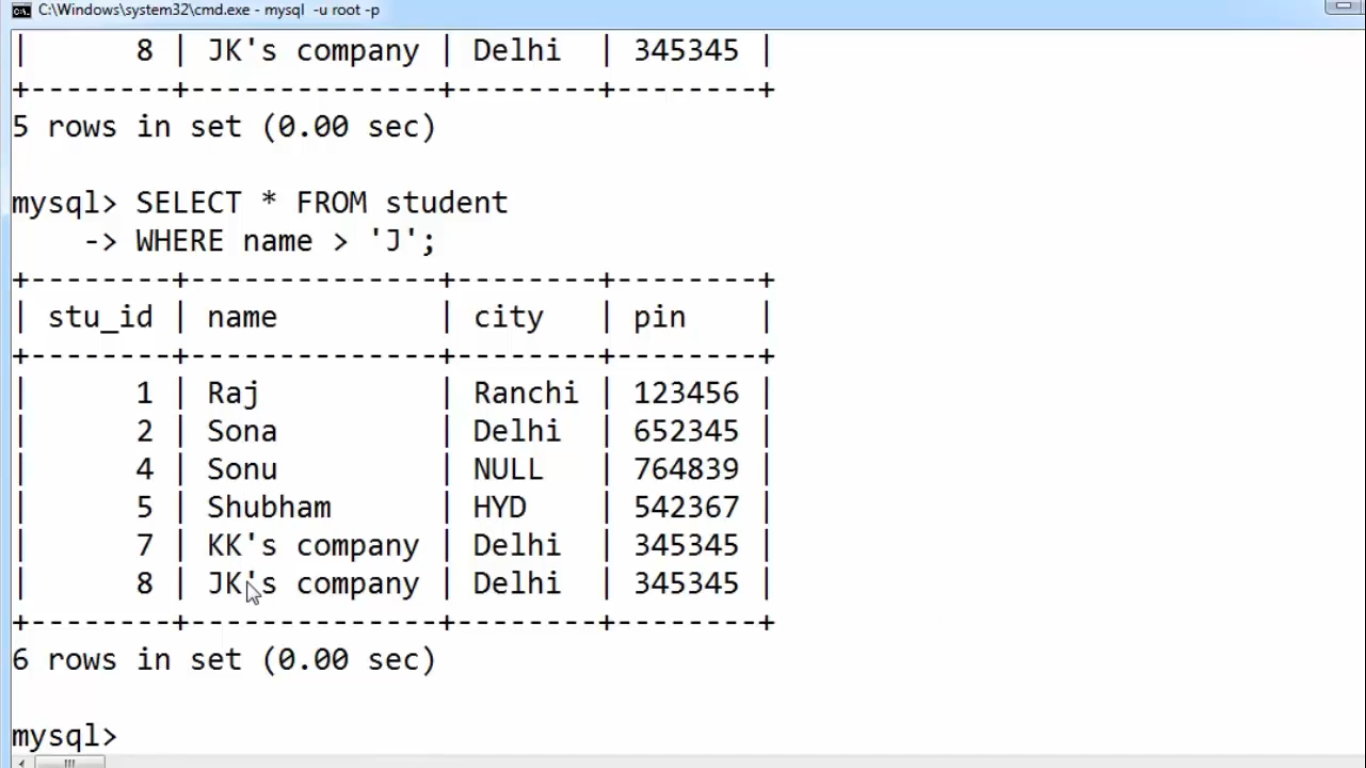 C:\Windows\system32\cmd.exe - mysql  -u root -p
|      8 | JK's company | Delhi  | 345345 |
+--------+--------------+--------+--------+
5 rows in set (0.00 sec)
mysql> SELECT * FROM student
    -> WHERE name > 'J';
+--------+--------------+--------+--------+
| stu_id | name         | city   | pin    |
+--------+--------------+--------+--------+
|      1 | Raj          | Ranchi | 123456 |
|      2 | Sona         | Delhi  | 652345 |
|      4 | Sonu         | NULL   | 764839 |
|      5 | Shubham      | HYD    | 542367 |
|      7 | KK's company | Delhi  | 345345 |
|      8 | JK's company | Delhi  | 345345 |
+--------+--------------+--------+--------+
6 rows in set (0.00 sec)
mysql>